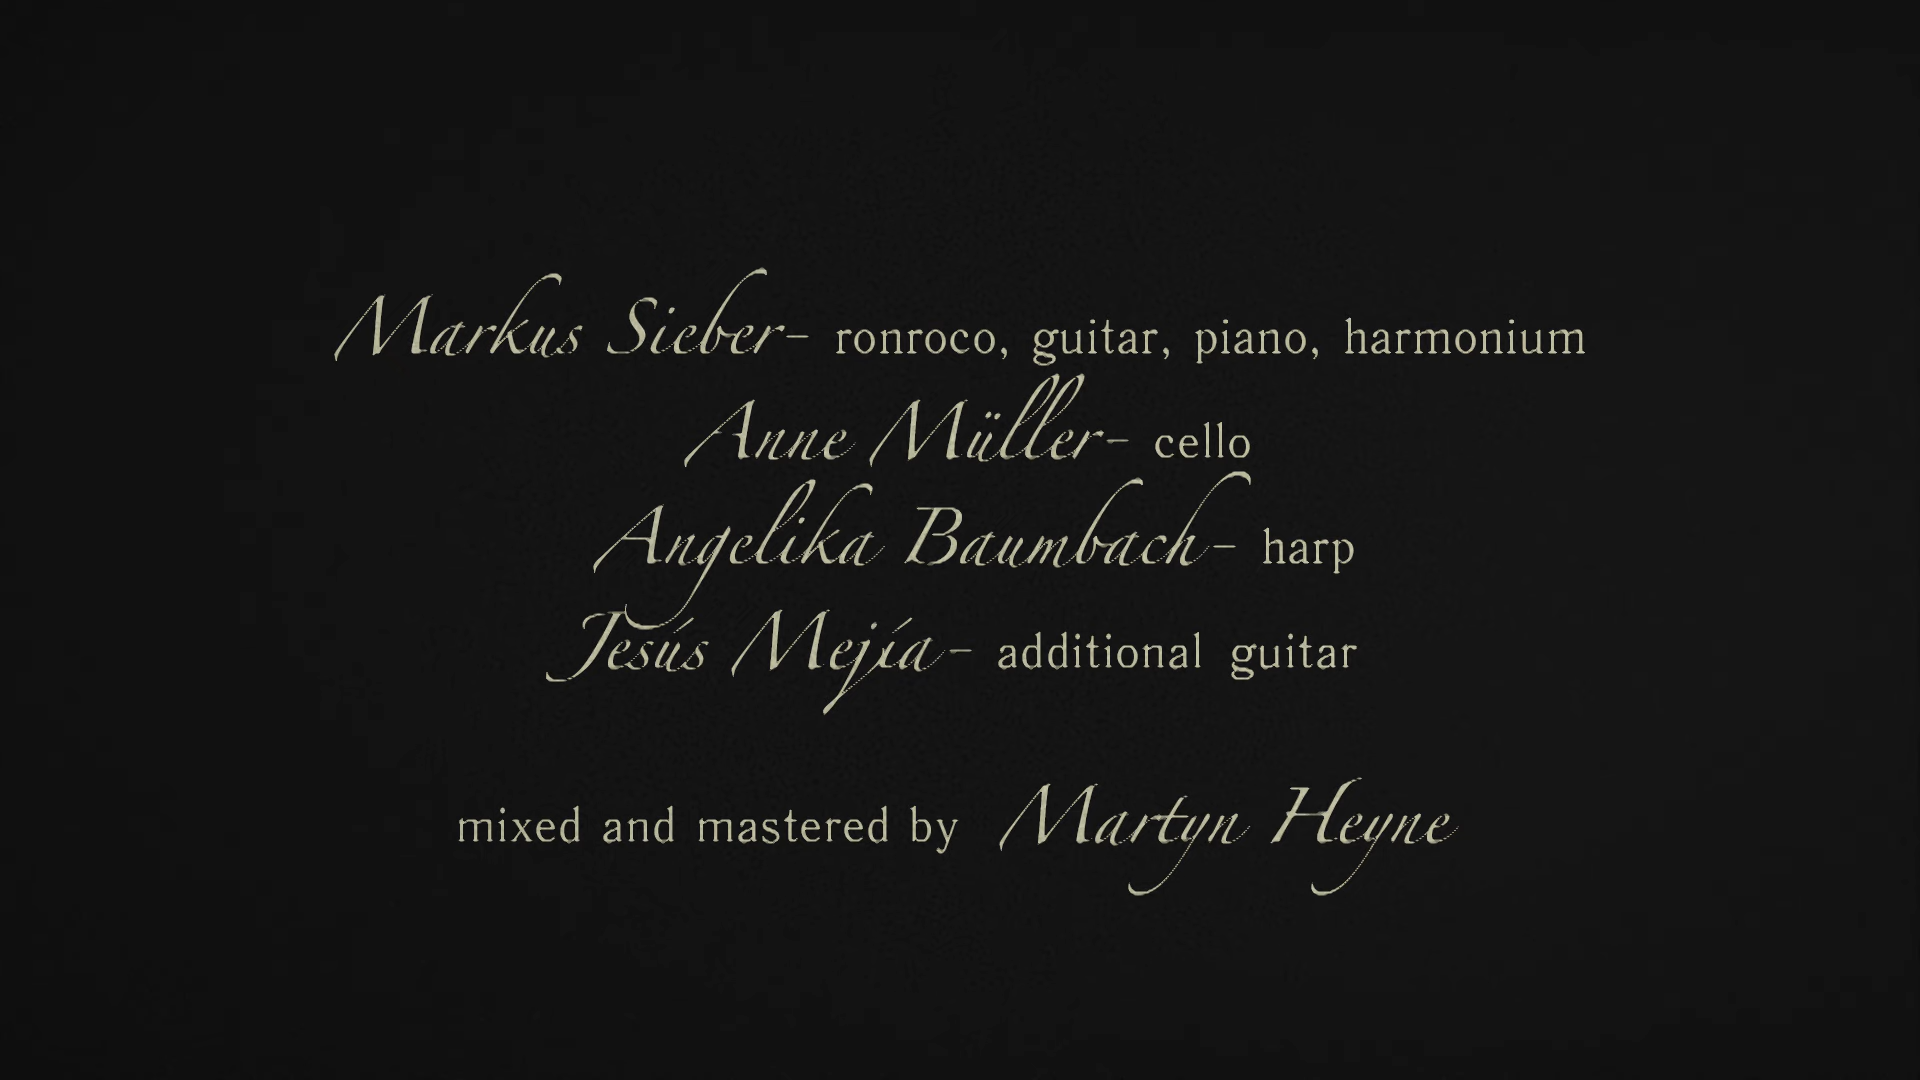 Markus Sieber- ronroco, guitar, piano, harmonium
Anne Müller- cello
Angelika Baumbach- harp
Jesús Mejía- additional guitar
mixed and mastered by Martyn Heyne